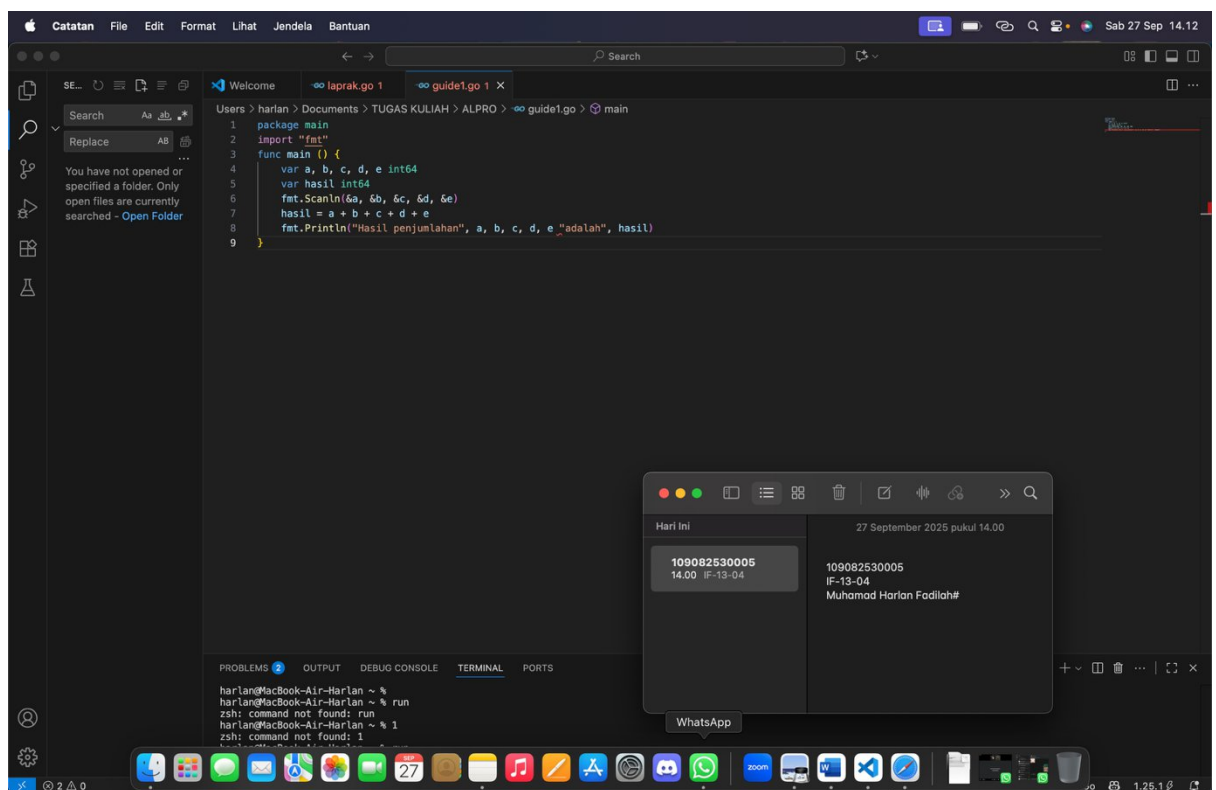 Catatan File Edit Format Lihat Jendela Bantuan
Sab 27 Sep 14.12
Search
SE...
Welcome
laprak.go 1
guide1.go 1
Users > harlan > Documents > TUGAS KULIAH > ALPRO > guide1.go > main
Search Aa ab
Replace AB
You have not opened or
specified a folder. Only
open files are currently
searched - Open Folder
1 package main
2 import "fmt"
3 func main () {
4 var a, b, c, d, e int64
5 var hasil int64
6 fmt.Scanln(&a, &b, &c, &d, &e)
7 hasil = a + b + c + d + e
8 fmt.Println("Hasil penjumlahan", a, b, c, d, e "adalah", hasil)
9 }
Hari Ini
109082530005
14.00 IF-13-04
27 September 2025 pukul 14.00
109082530005
IF-13-04
Muhamad Harlan Fadilah#
PROBLEMS 2 OUTPUT DEBUG CONSOLE TERMINAL PORTS
harlan@MacBook-Air-Harlan ~ %
harlan@MacBook-Air-Harlan ~ % run
zsh: command not found: run
harlan@MacBook-Air-Harlan ~ % 1
zsh: command not found: 1
WhatsApp
SEP
27
zoom
2 0
1.25.1